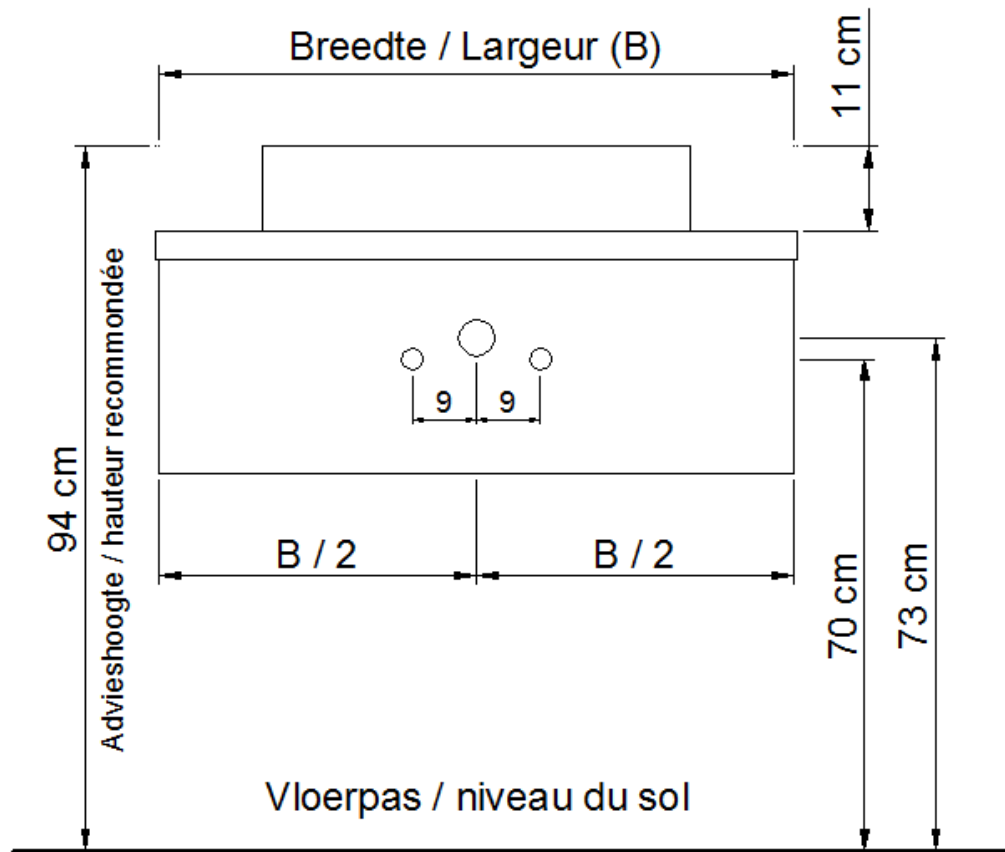 Breedte / Largeur (B)
11 cm
94 cm
Advieshoogte / hauteur recommondée
9
9
B / 2
B / 2
70 cm
73 cm
Vloerpas / niveau du sol